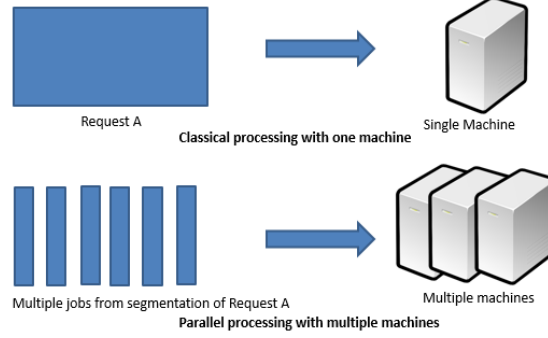 Request A
Single Machine
Classical processing with one machine
Multiple jobs from segmentation of Request A
Multiple machines
Parallel processing with multiple machines